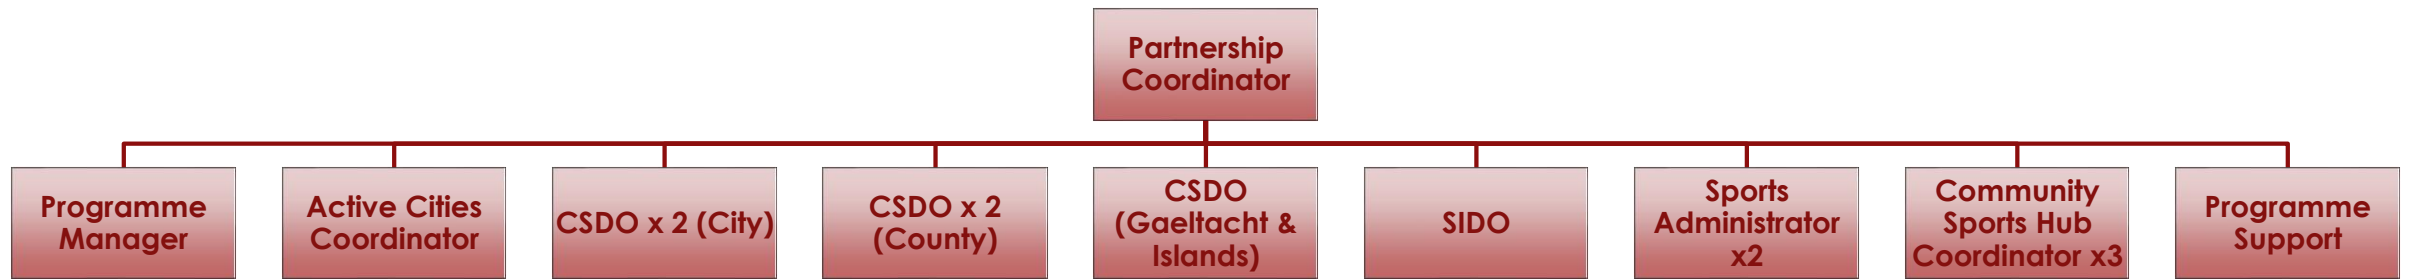 Partnership
Coordinator
Programme
Manager
Active Cities
Coordinator
CSDO x 2 (City)
CSDO x 2
(County)
CSDO
(Gaeltacht &
Islands)
SIDO
Sports
Administrator
x2
Community
Sports Hub
Coordinator x3
Programme
Support